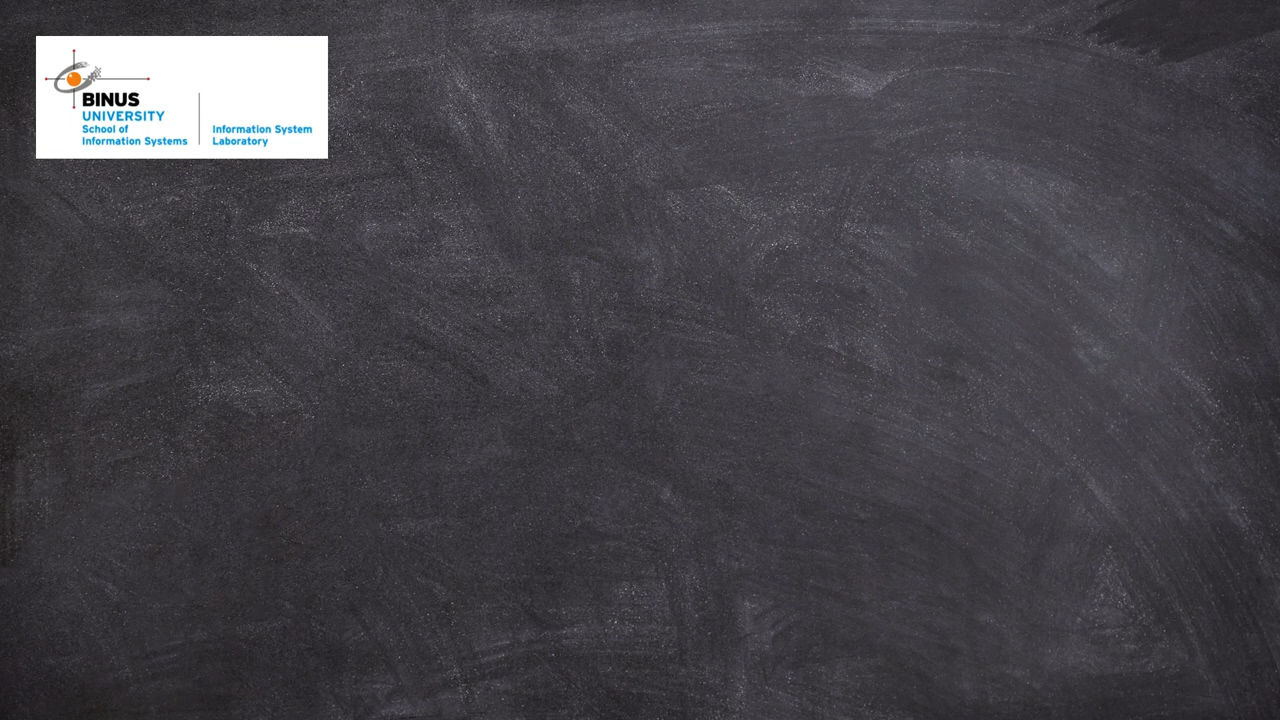 BINUS
UNIVERSITY
School of
Information Systems
Information System
Laboratory